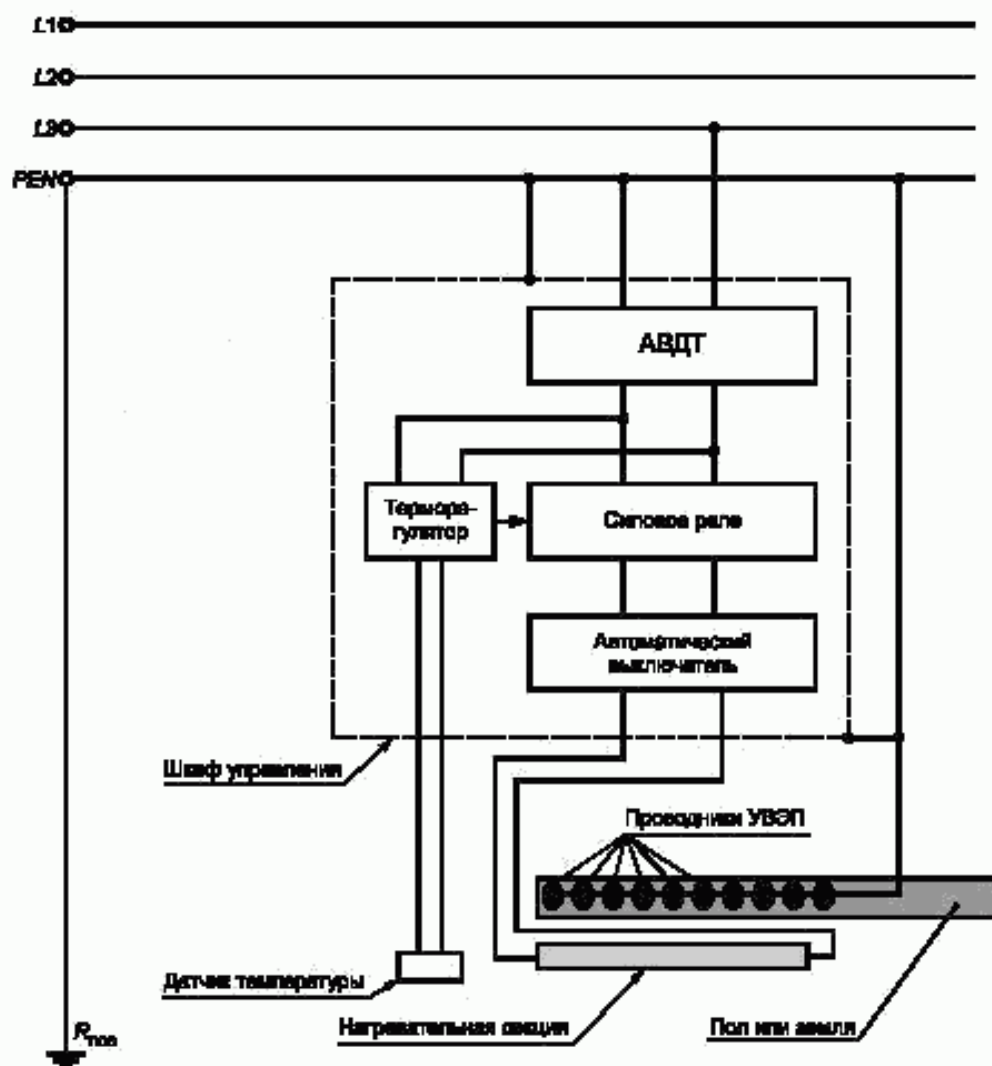 L1
L2
L3
PEN
АВДТ
Терморе-
гулятор
Силовое реле
Автоматический
выключатель
Шкаф управления
Проводники УВЭП
Датчик температуры
Нагревательная секция
Пол или земля
Rпов